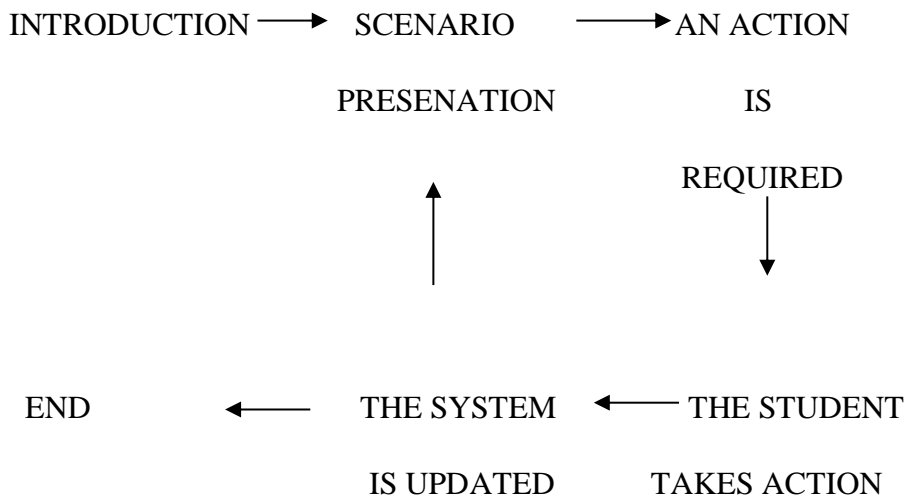 INTRODUCTION SCENARIO AN ACTION
PRESENATION IS
REQUIRED
END THE SYSTEM THE STUDENT
IS UPDATED TAKES ACTION